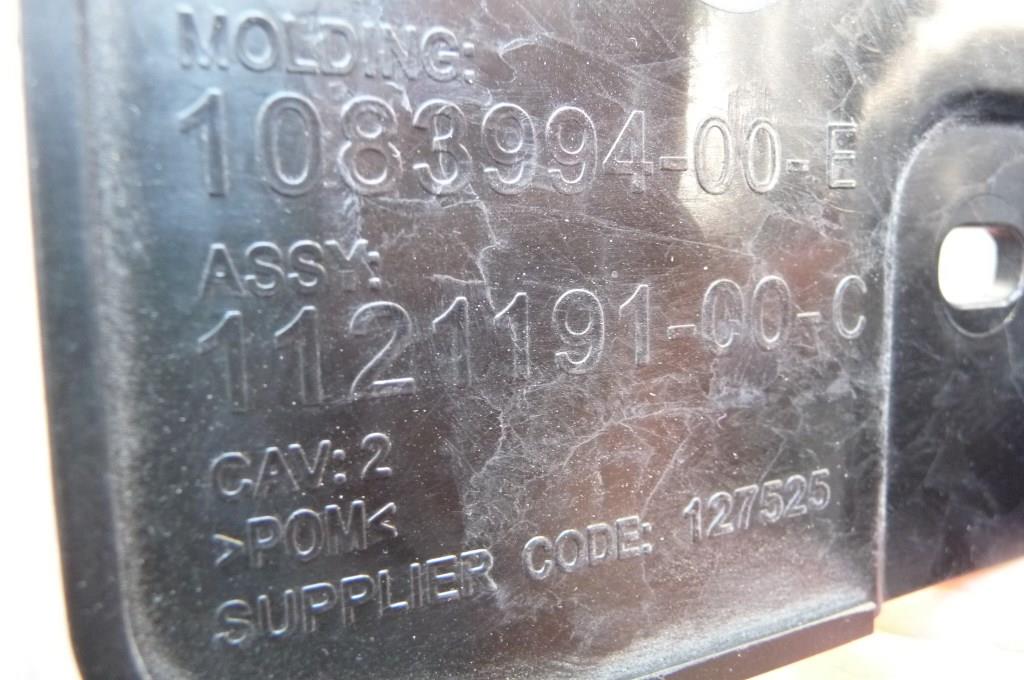 MOLDING:
1083994-00-E
ASSY:
1121191-00-C
CAV: 2
>POM<
SUPPLIER CODE: 127525